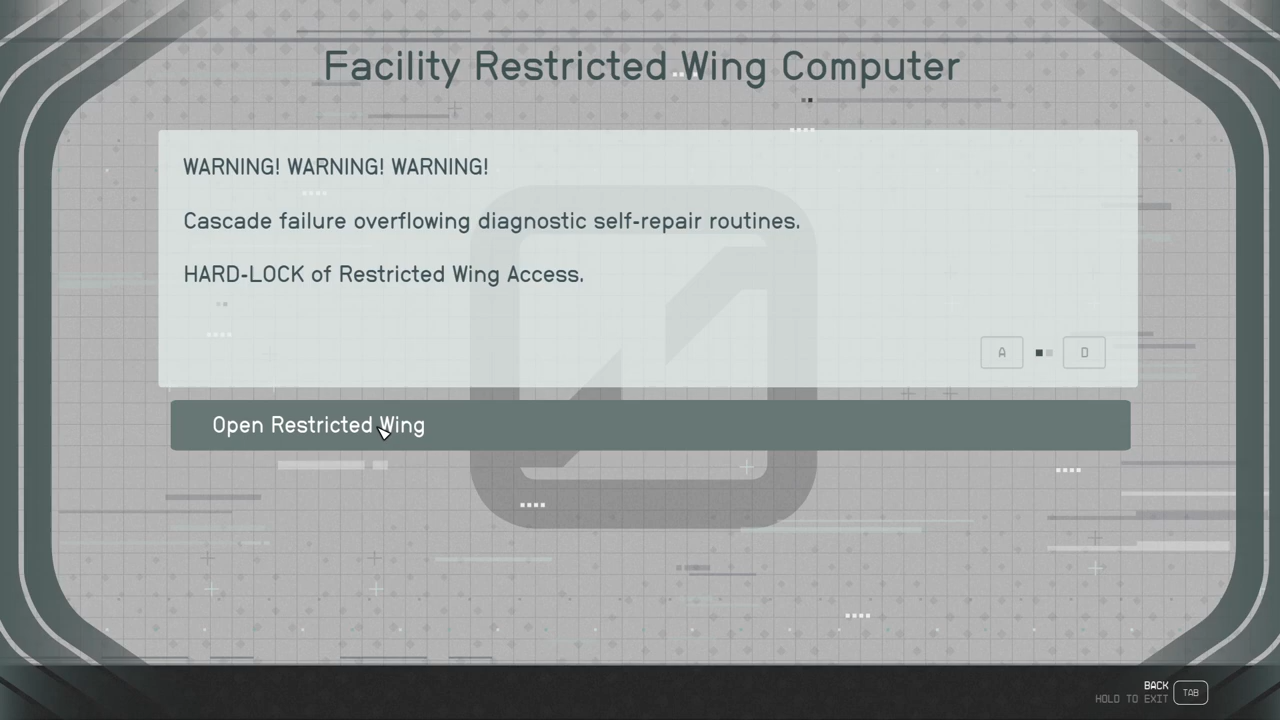 Facility Restricted Wing Computer
WARNING! WARNING! WARNING!
Cascade failure overflowing diagnostic self-repair routines.
HARD-LOCK of Restricted Wing Access.
A D
Open Restricted Wing
BACK
HOLD TO EXIT TAB